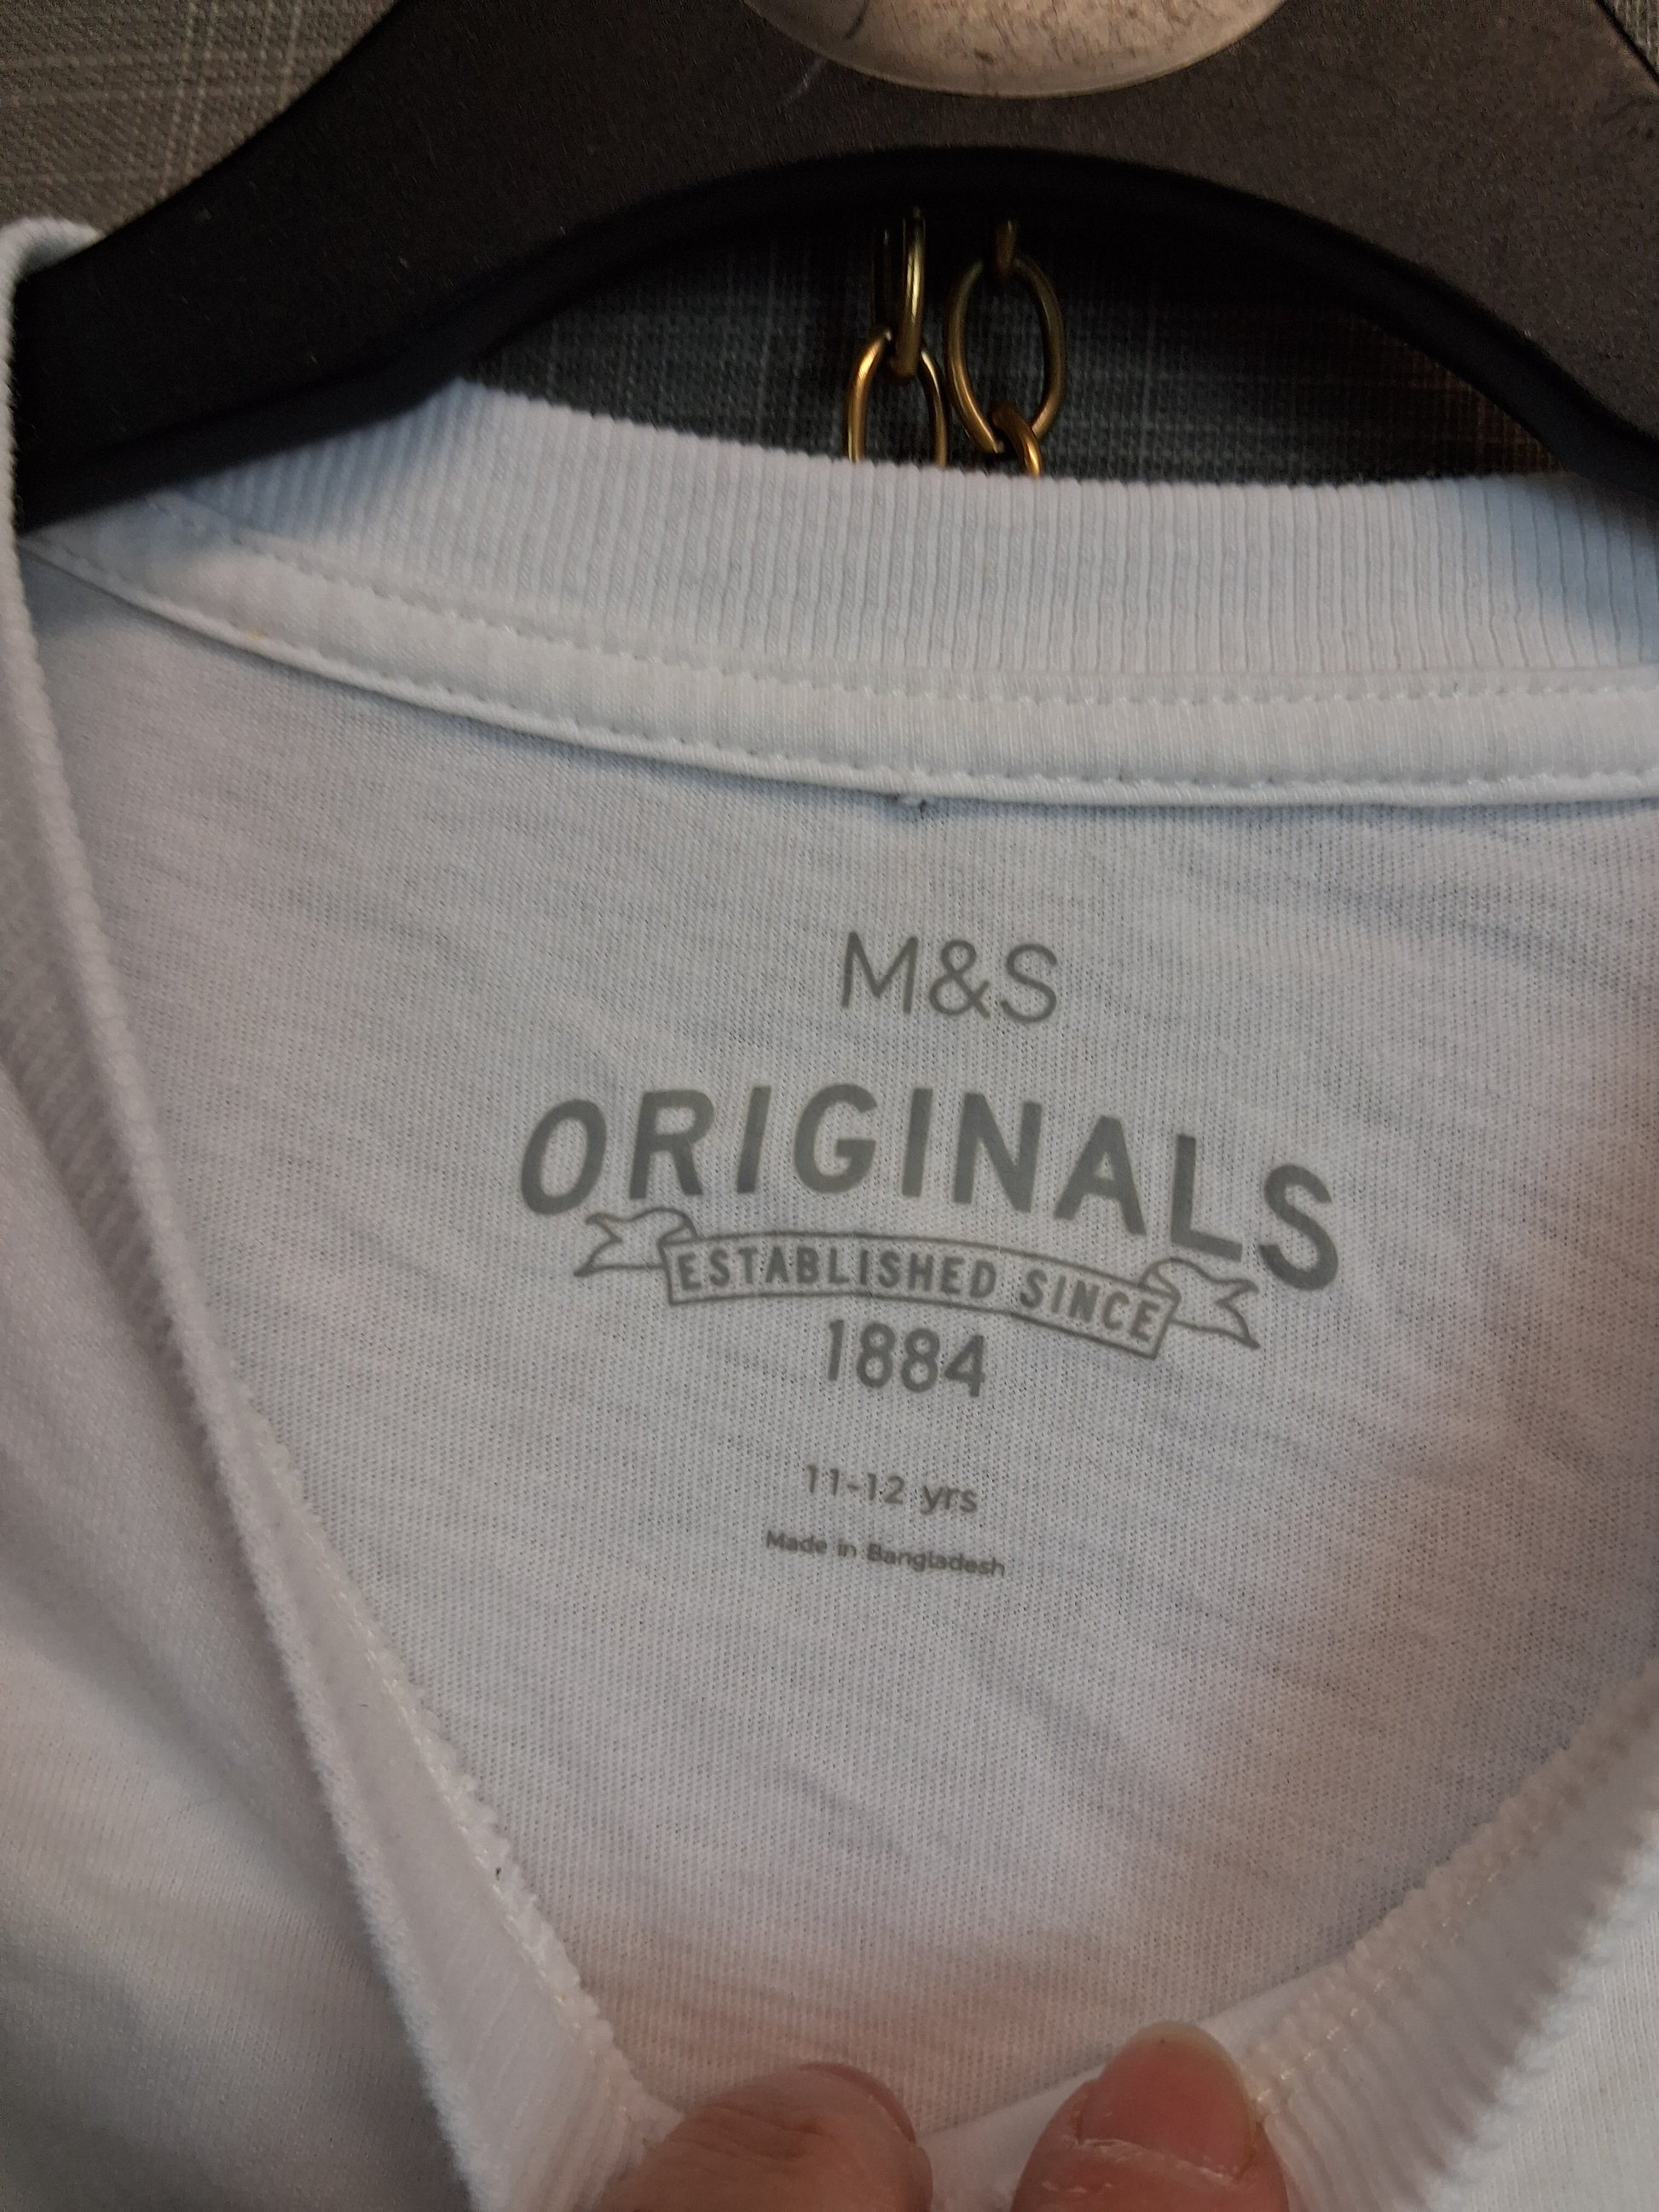 M&S
ORIGINALS
ESTABLISHED SINCE
1884
11-12 yrs
Made in Bangladesh